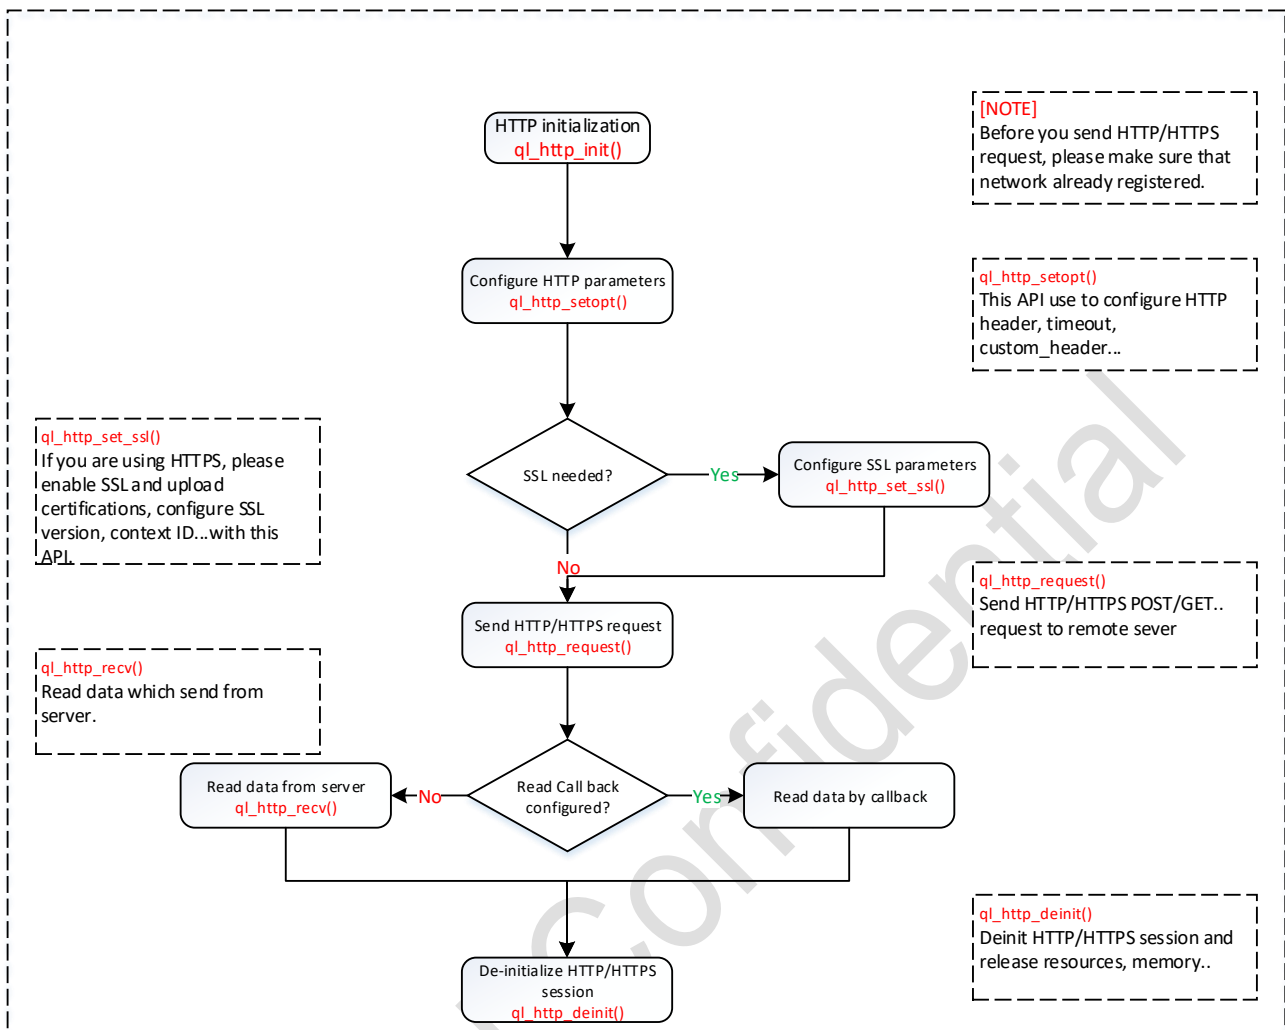 HTTP initialization
ql_http_init()
[NOTE]
Before you send HTTP/HTTPS
request, please make sure that
network already registered.
Configure HTTP parameters
ql_http_setopt()
ql_http_setopt()
This API use to configure HTTP
header, timeout,
custom_header...
ql_http_set_ssl()
If you are using HTTPS, please
enable SSL and upload
certifications, configure SSL
version, context ID...with this
API.
SSL needed?
Yes
Configure SSL parameters
ql_http_set_ssl()
No
Send HTTP/HTTPS request
ql_http_request()
ql_http_request()
Send HTTP/HTTPS POST/GET..
request to remote sever
ql_http_recv()
Read data which send from
server.
Read data from server
ql_http_recv()
No
Read Call back
configured?
Yes
Read data by callback
ql_http_deinit()
Deinit HTTP/HTTPS session and
release resources, memory..
De-initialize HTTP/HTTPS
session
ql_http_deinit()
Confidential